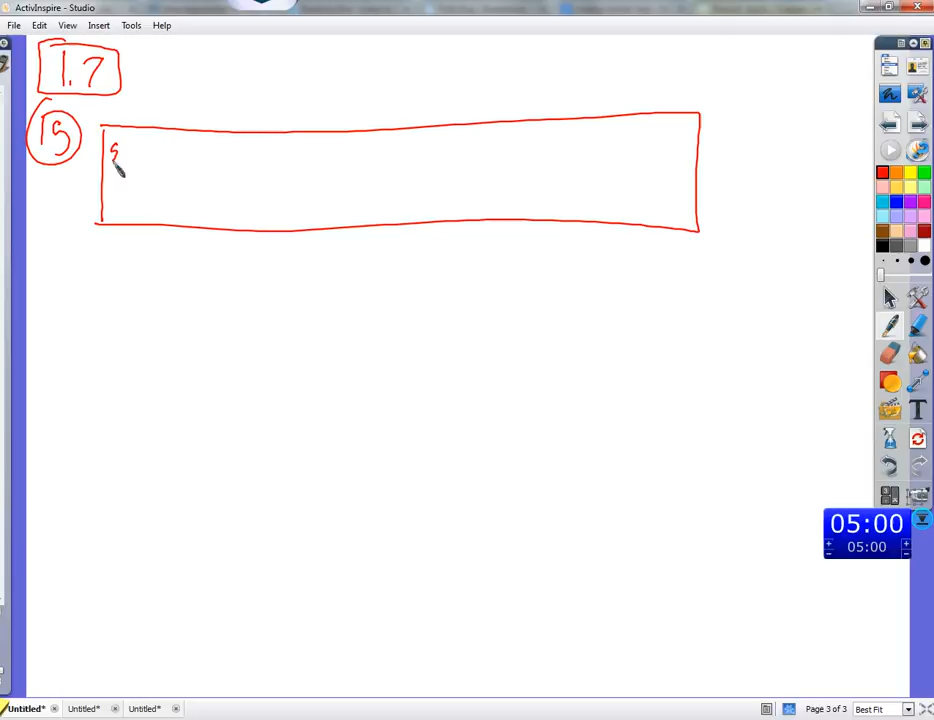 ActivInspire - Studio
File Edit View Insert Tools Help
1.7
15
05:00
05:00
Untitled* Untitled* Untitled*
Page 3 of 3 Best Fit